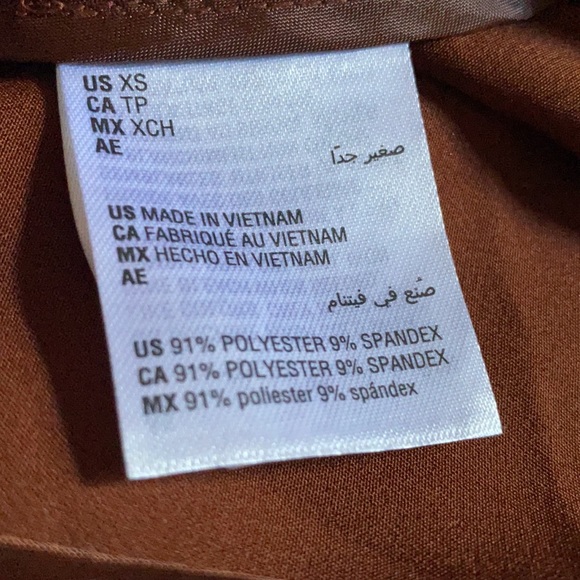 US XS
CA TP
MX XCH
AE
صغير جدًا
US MADE IN VIETNAM
CA FABRIQUÉ AU VIETNAM
MX HECHO EN VIETNAM
AE
صُنع في فيتنام
US 91% POLYESTER 9% SPANDEX
CA 91% POLYESTER 9% SPANDEX
MX 91% poliester 9% spándex